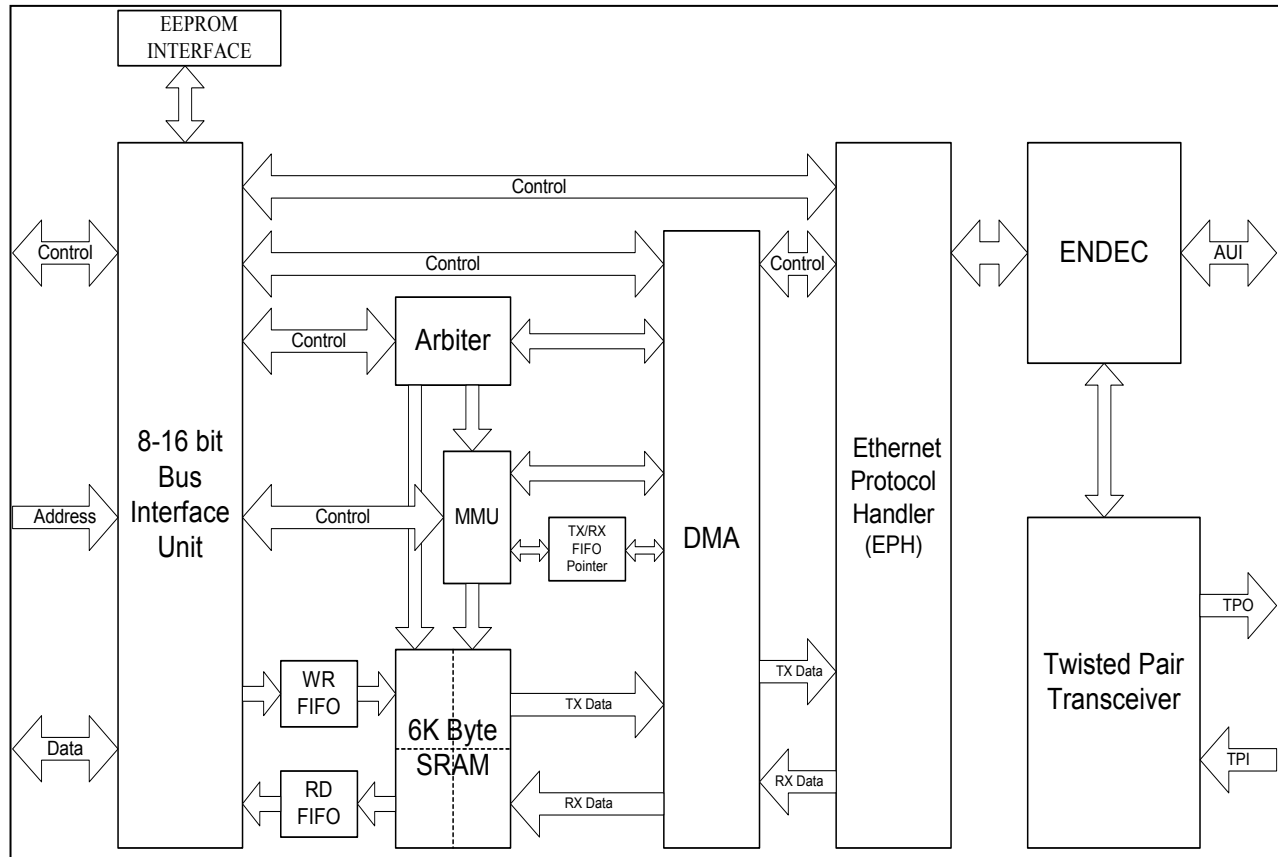 EEPROM
INTERFACE
Control
Control
Control
Control
ENDEC
AUI
Control
Arbiter
Control
8-16 bit
Bus
Interface
Unit
Address
Control
MMU
TX/RX
FIFO
Pointer
DMA
Ethernet
Protocol
Handler
(EPH)
TPO
Twisted Pair
Transceiver
TPI
WR
FIFO
6K Byte
SRAM
TX Data
TX Data
Data
RD
FIFO
RX Data
RX Data